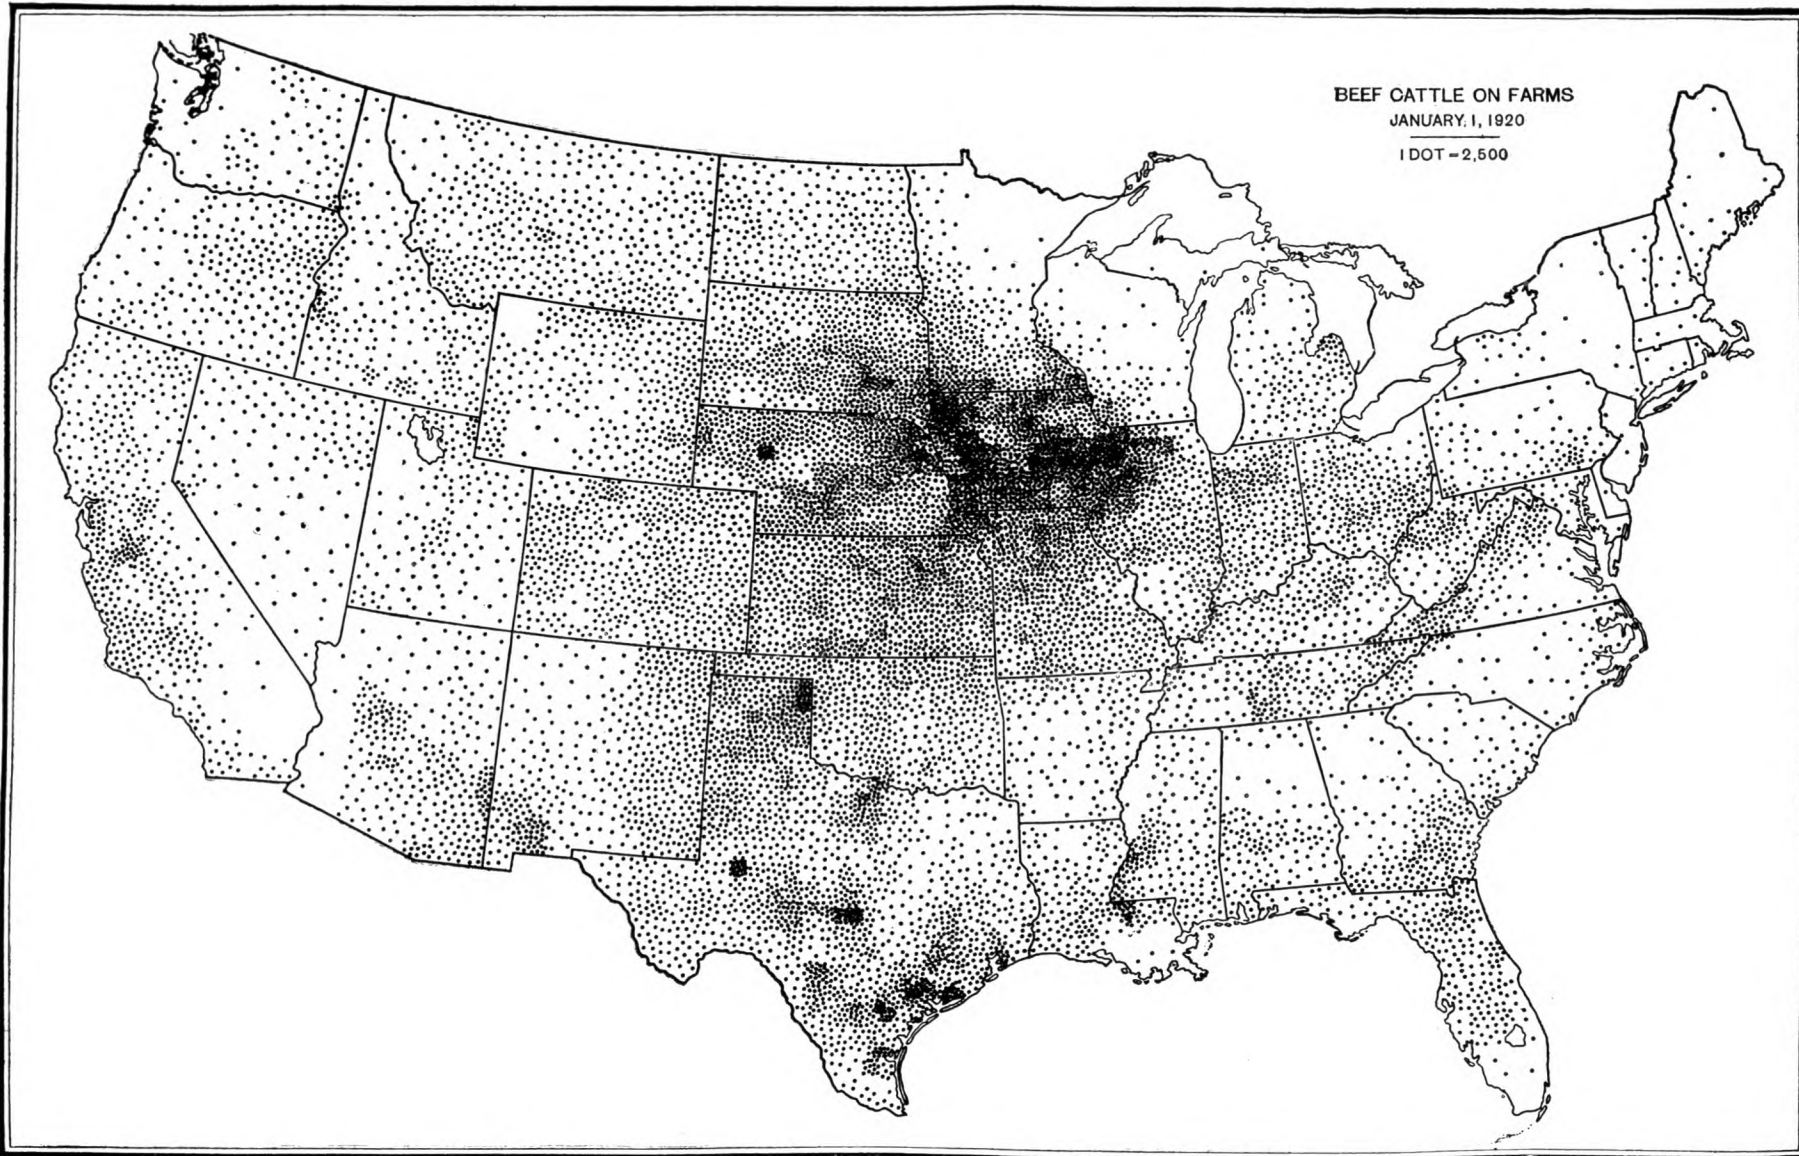 BEEF CATTLE ON FARMS
JANUARY, 1, 1920
1 DOT = 2,500